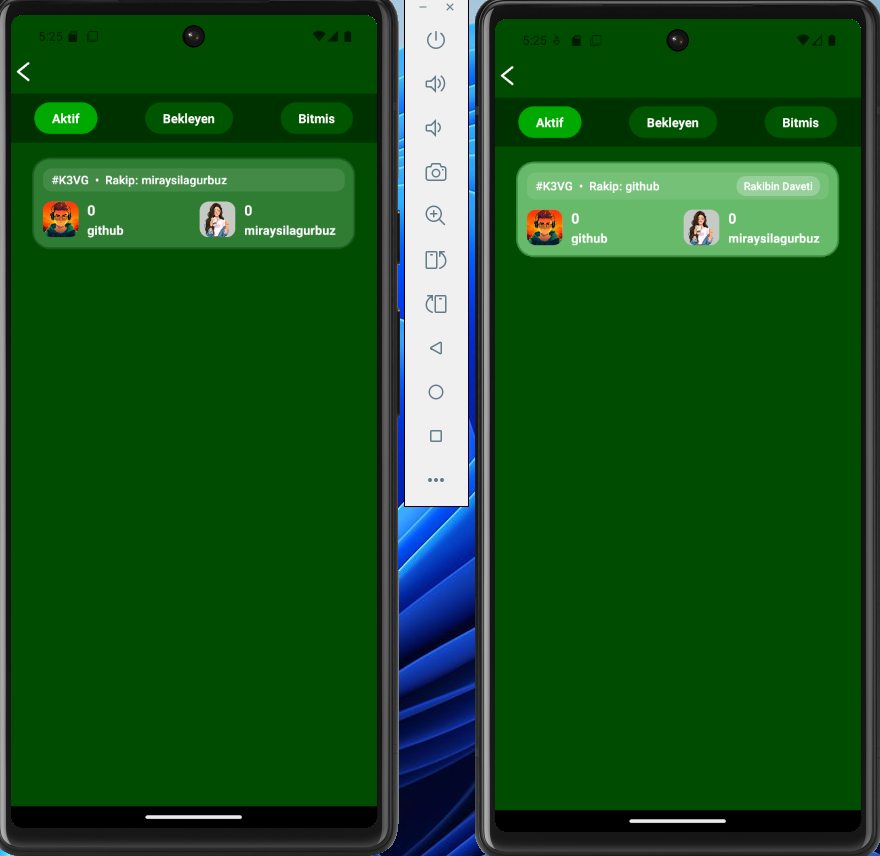 5:25
Aktif
Bekleyen
Bitmis
#K3VG • Rakip: miraysilagurbuz
0
github
0
miraysilagurbuz
5:25
Aktif
Bekleyen
Bitmis
#K3VG • Rakip: github
Rakibin Daveti
0
github
0
miraysilagurbuz